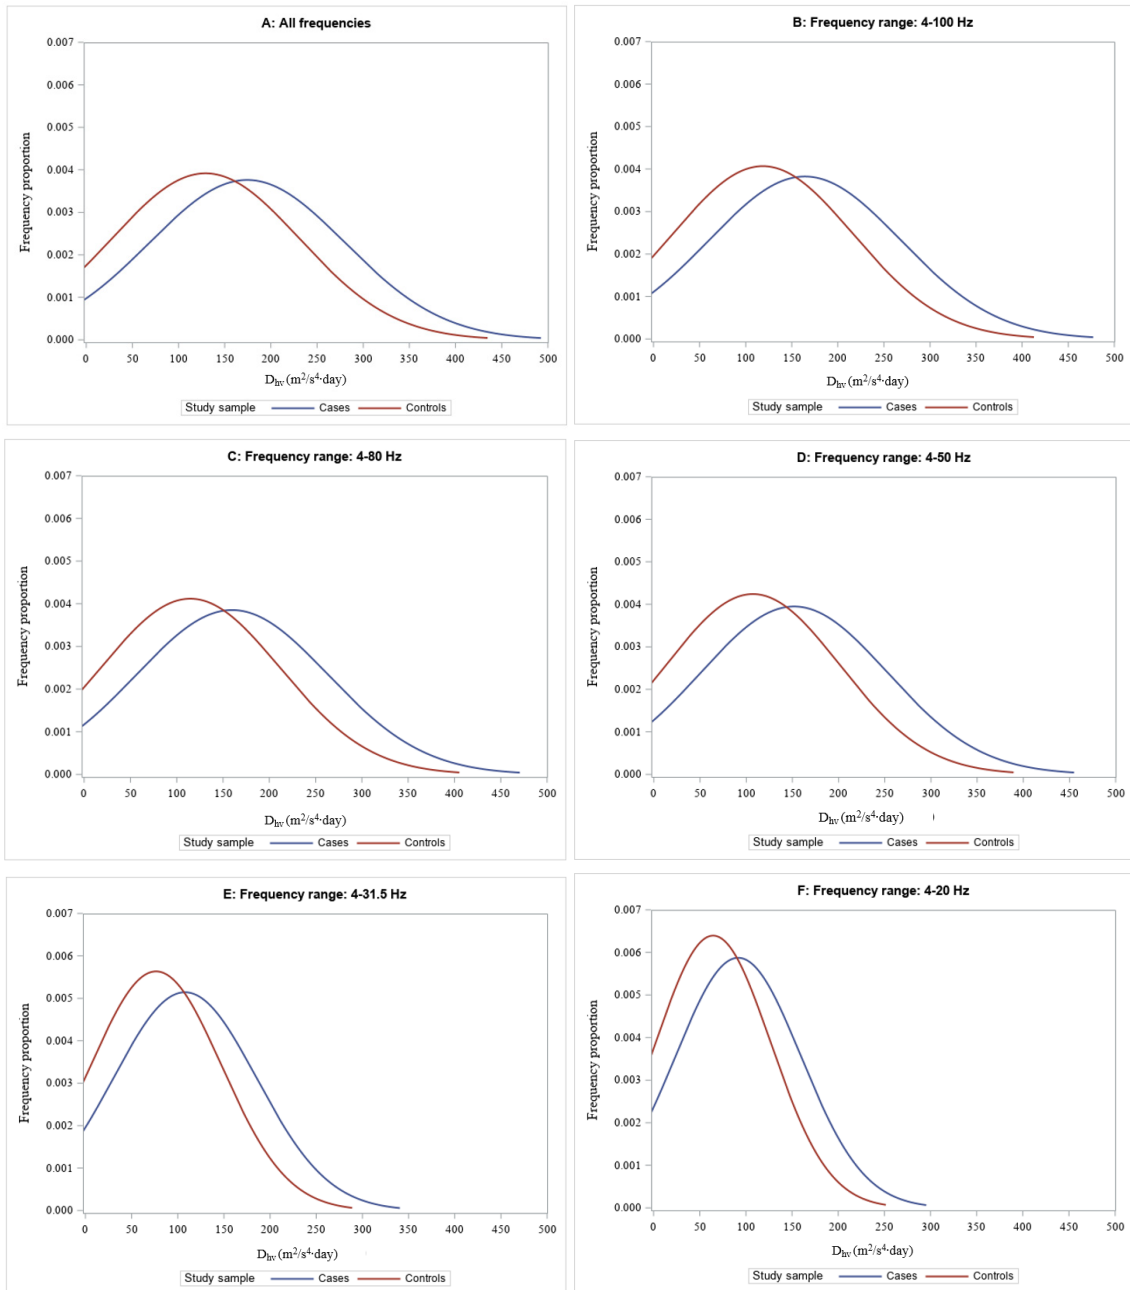 A: All frequencies
0.007
0.006
0.005
0.004
0.003
0.002
0.001
0.000
Frequency proportion
0 50 100 150 200 250 300 350 400 450 500
Dhv (m²/s⁴·day)
Study sample Cases Controls
B: Frequency range: 4-100 Hz
0.007
0.006
0.005
0.004
0.003
0.002
0.001
0.000
Frequency proportion
0 50 100 150 200 250 300 350 400 450 500
Dhv (m²/s⁴·day)
Study sample Cases Controls
C: Frequency range: 4-80 Hz
0.007
0.006
0.005
0.004
0.003
0.002
0.001
0.000
Frequency proportion
0 50 100 150 200 250 300 350 400 450 500
Dhv (m²/s⁴·day)
Study sample Cases Controls
D: Frequency range: 4-50 Hz
0.007
0.006
0.005
0.004
0.003
0.002
0.001
0.000
Frequency proportion
0 50 100 150 200 250 300 350 400 450 500
Dhv (m²/s⁴·day) )
Study sample Cases Controls
E: Frequency range: 4-31.5 Hz
0.007
0.006
0.005
0.004
0.003
0.002
0.001
0.000
Frequency proportion
0 50 100 150 200 250 300 350 400 450 500
Dhv (m²/s⁴·day)
Study sample Cases Controls
F: Frequency range: 4-20 Hz
0.007
0.006
0.005
0.004
0.003
0.002
0.001
0.000
Frequency proportion
0 50 100 150 200 250 300 350 400 450 500
Dhv (m²/s⁴·day)
Study sample Cases Controls